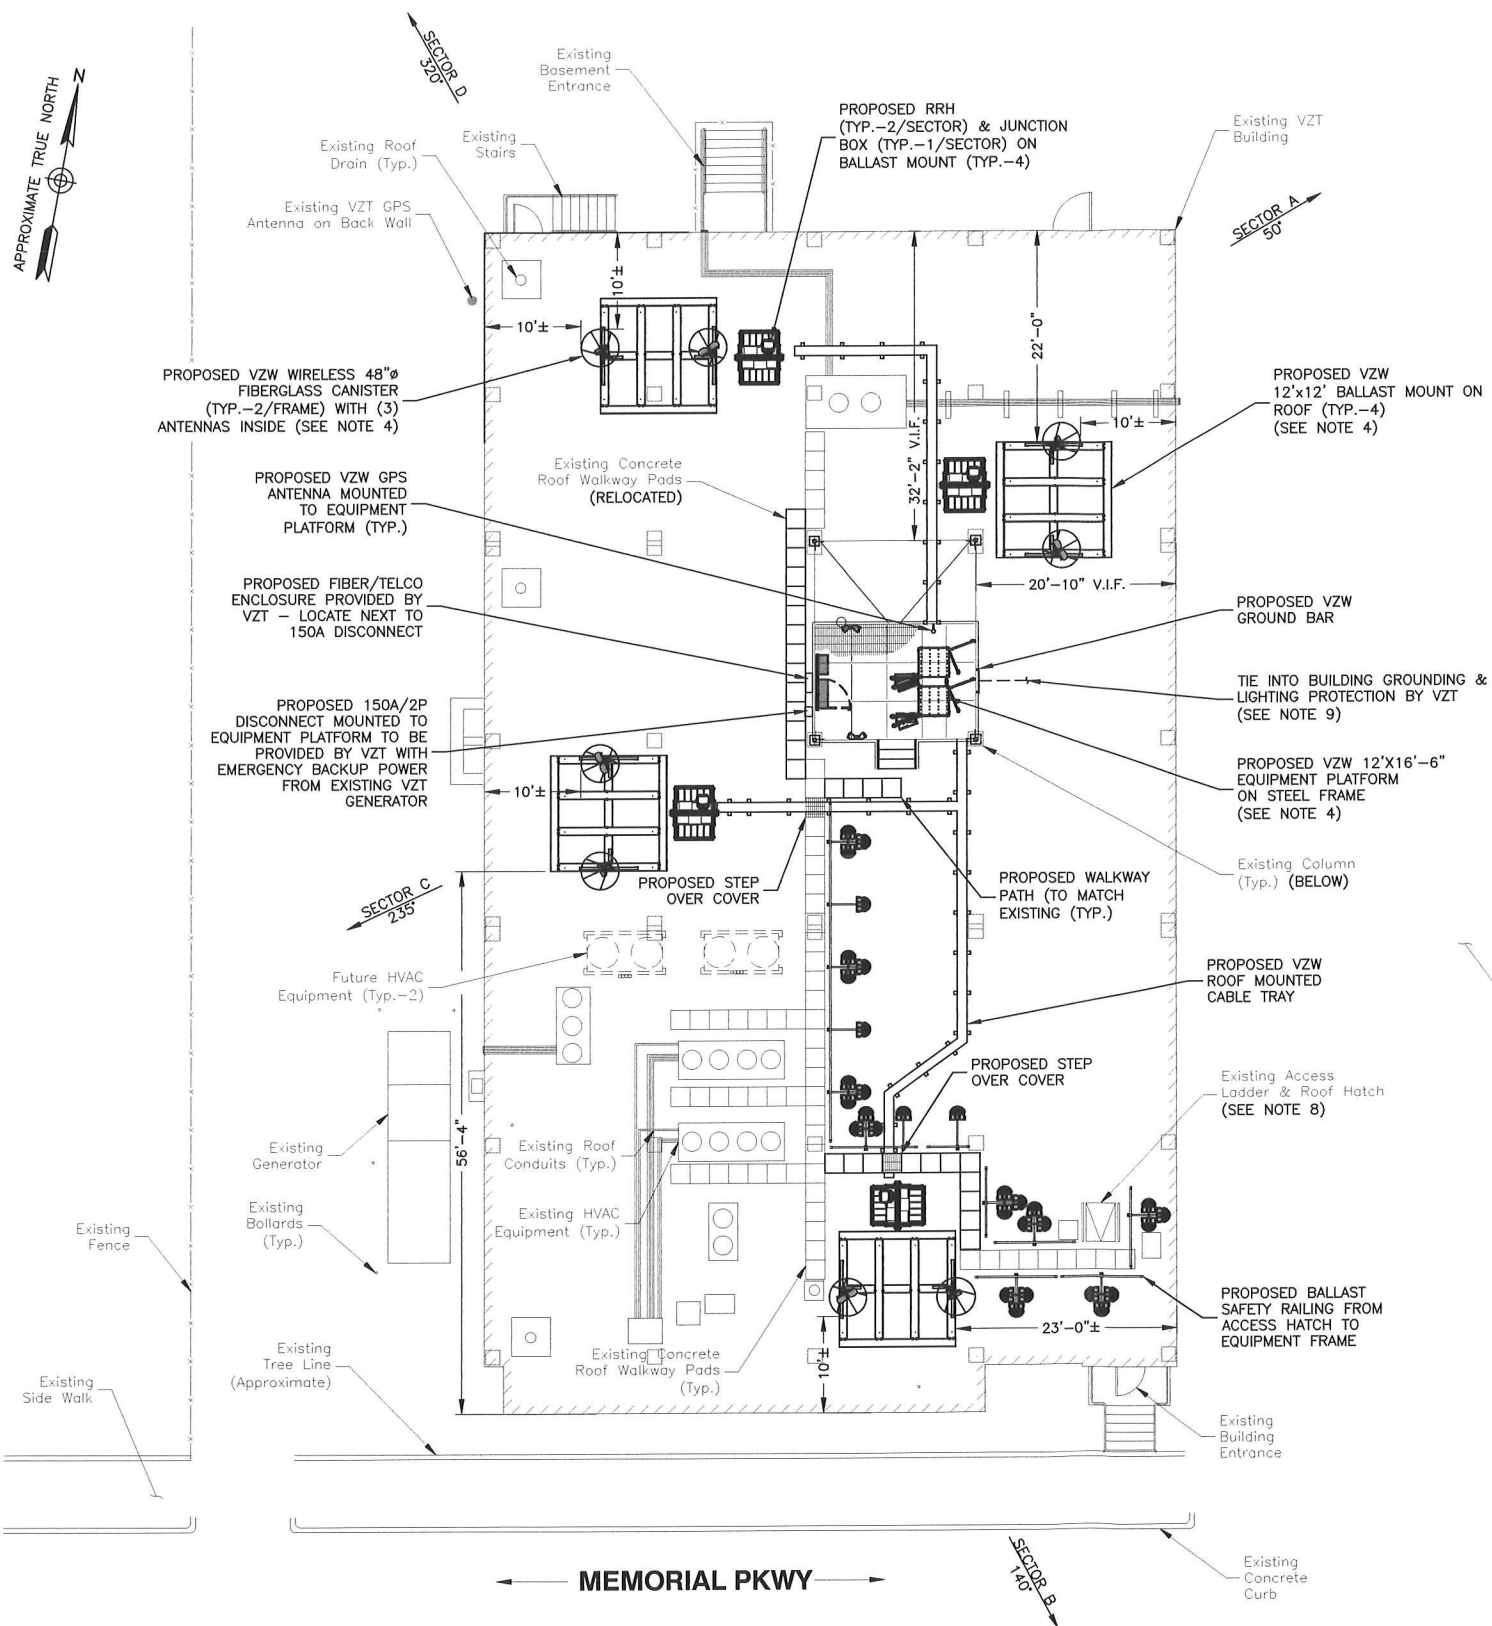 SECTOR D
320°
Existing
Basement
Entrance
APPROXIMATE TRUE NORTH
N
Existing Roof
Drain (Typ.)
Existing
Stairs
PROPOSED RRH
(TYP.-2/SECTOR) & JUNCTION
BOX (TYP.-1/SECTOR) ON
BALLAST MOUNT (TYP.-4)
Existing VZT
Building
Existing VZT GPS
Antenna on Back Wall
SECTOR A
50°
10'±
10'±
22'-0"
32'-2" V.I.F.
PROPOSED VZW WIRELESS 48"ø
FIBERGLASS CANISTER
(TYP.-2/FRAME) WITH (3)
ANTENNAS INSIDE (SEE NOTE 4)
PROPOSED VZW
12'x12' BALLAST MOUNT ON
ROOF (TYP.-4)
(SEE NOTE 4)
10'±
Existing Concrete
Roof Walkway Pads
(RELOCATED)
PROPOSED VZW GPS
ANTENNA MOUNTED
TO EQUIPMENT
PLATFORM (TYP.)
20'-10" V.I.F.
PROPOSED FIBER/TELCO
ENCLOSURE PROVIDED BY
VZT - LOCATE NEXT TO
150A DISCONNECT
PROPOSED VZW
GROUND BAR
TIE INTO BUILDING GROUNDING &
LIGHTING PROTECTION BY VZT
(SEE NOTE 9)
PROPOSED 150A/2P
DISCONNECT MOUNTED TO
EQUIPMENT PLATFORM TO BE
PROVIDED BY VZT WITH
EMERGENCY BACKUP POWER
FROM EXISTING VZT
GENERATOR
PROPOSED VZW 12'X16'-6"
EQUIPMENT PLATFORM
ON STEEL FRAME
(SEE NOTE 4)
10'±
Existing Column
(Typ.) (BELOW)
PROPOSED STEP
OVER COVER
PROPOSED WALKWAY
PATH (TO MATCH
EXISTING (TYP.)
SECTOR C
235°
Future HVAC
Equipment (Typ.-2)
PROPOSED VZW
ROOF MOUNTED
CABLE TRAY
PROPOSED STEP
OVER COVER
Existing Access
Ladder & Roof Hatch
(SEE NOTE 8)
56'-4"
Existing
Generator
Existing Roof
Conduits (Typ.)
Existing
Bollards
(Typ.)
Existing HVAC
Equipment (Typ.)
Existing
Fence
PROPOSED BALLAST
SAFETY RAILING FROM
ACCESS HATCH TO
EQUIPMENT FRAME
23'-0"±
10'±
Existing
Tree Line
(Approximate)
Existing Concrete
Roof Walkway Pads
(Typ.)
Existing
Side Walk
Existing
Building
Entrance
MEMORIAL PKWY
SECTOR B
140°
Existing
Concrete
Curb